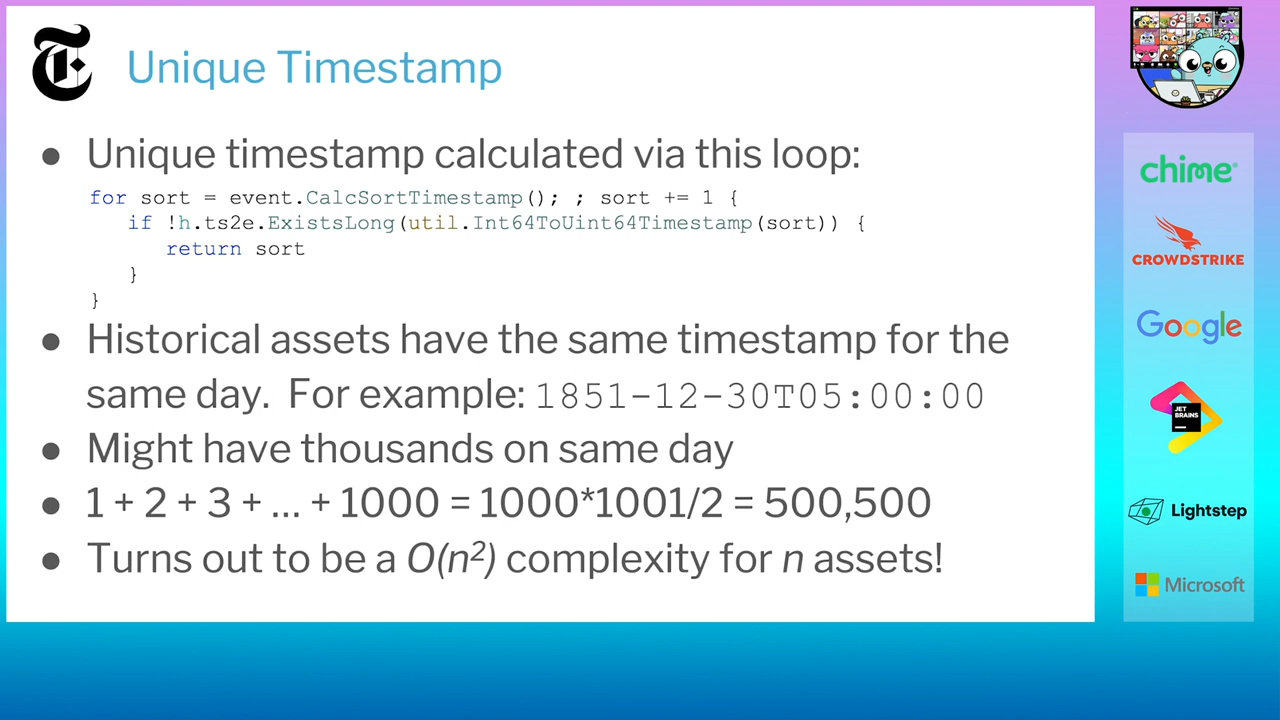 Unique Timestamp
● Unique timestamp calculated via this loop:
for sort = event.CalcSortTimestamp(); ; sort += 1 {
   if !h.ts2e.ExistsLong(util.Int64ToUint64Timestamp(sort)) {
      return sort
   }
}
● Historical assets have the same timestamp for the
same day.  For example: 1851-12-30T05:00:00
● Might have thousands on same day
● 1 + 2 + 3 + … + 1000 = 1000*1001/2 = 500,500
● Turns out to be a O(n²) complexity for n assets!
chime®
CROWDSTRIKE
Google
JET
BRAINS
Lightstep
Microsoft